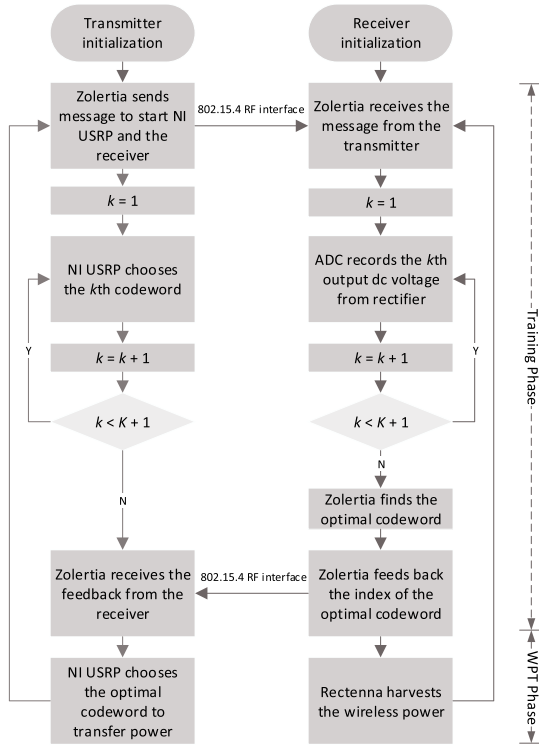 Transmitter
initialization
Receiver
initialization
Zolertia sends
message to start NI
USRP and the
receiver
802.15.4 RF interface
Zolertia receives the
message from the
transmitter
k = 1
k = 1
NI USRP chooses
the kth codeword
ADC records the kth
output dc voltage
from rectifier
Y
k = k + 1
k = k + 1
Y
k < K + 1
k < K + 1
N
N
Zolertia finds the
optimal codeword
Zolertia receives the
feedback from the
receiver
802.15.4 RF interface
Zolertia feeds back
the index of the
optimal codeword
NI USRP chooses
the optimal
codeword to
transfer power
Rectenna harvests
the wireless power
Training Phase
WPT Phase